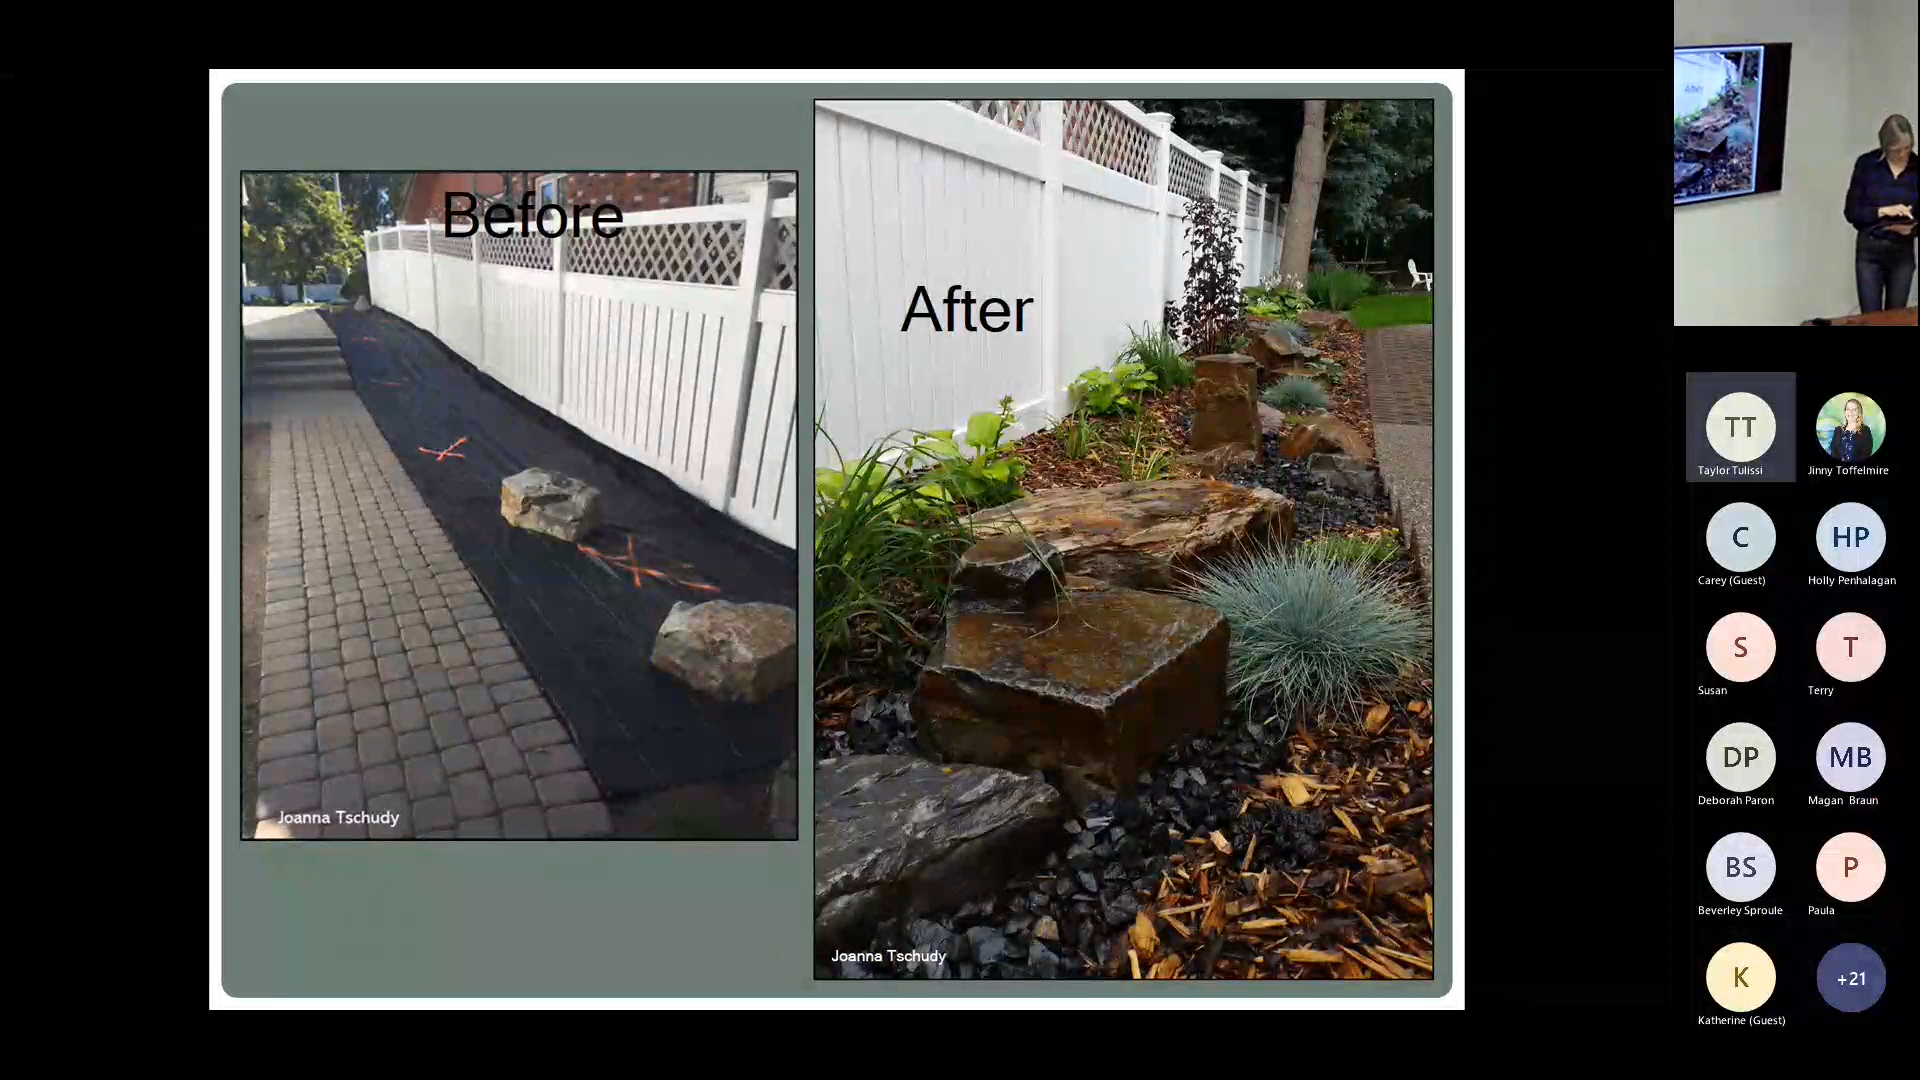 Before
After
Joanna Tschudy
Joanna Tschudy
TT
Taylor Tulissi
Jinny Toffelmire
C
Carey (Guest)
HP
Holly Penhalagan
S
Susan
T
Terry
DP
Deborah Paron
MB
Magan Braun
BS
Beverley Sproule
P
Paula
K
Katherine (Guest)
+21